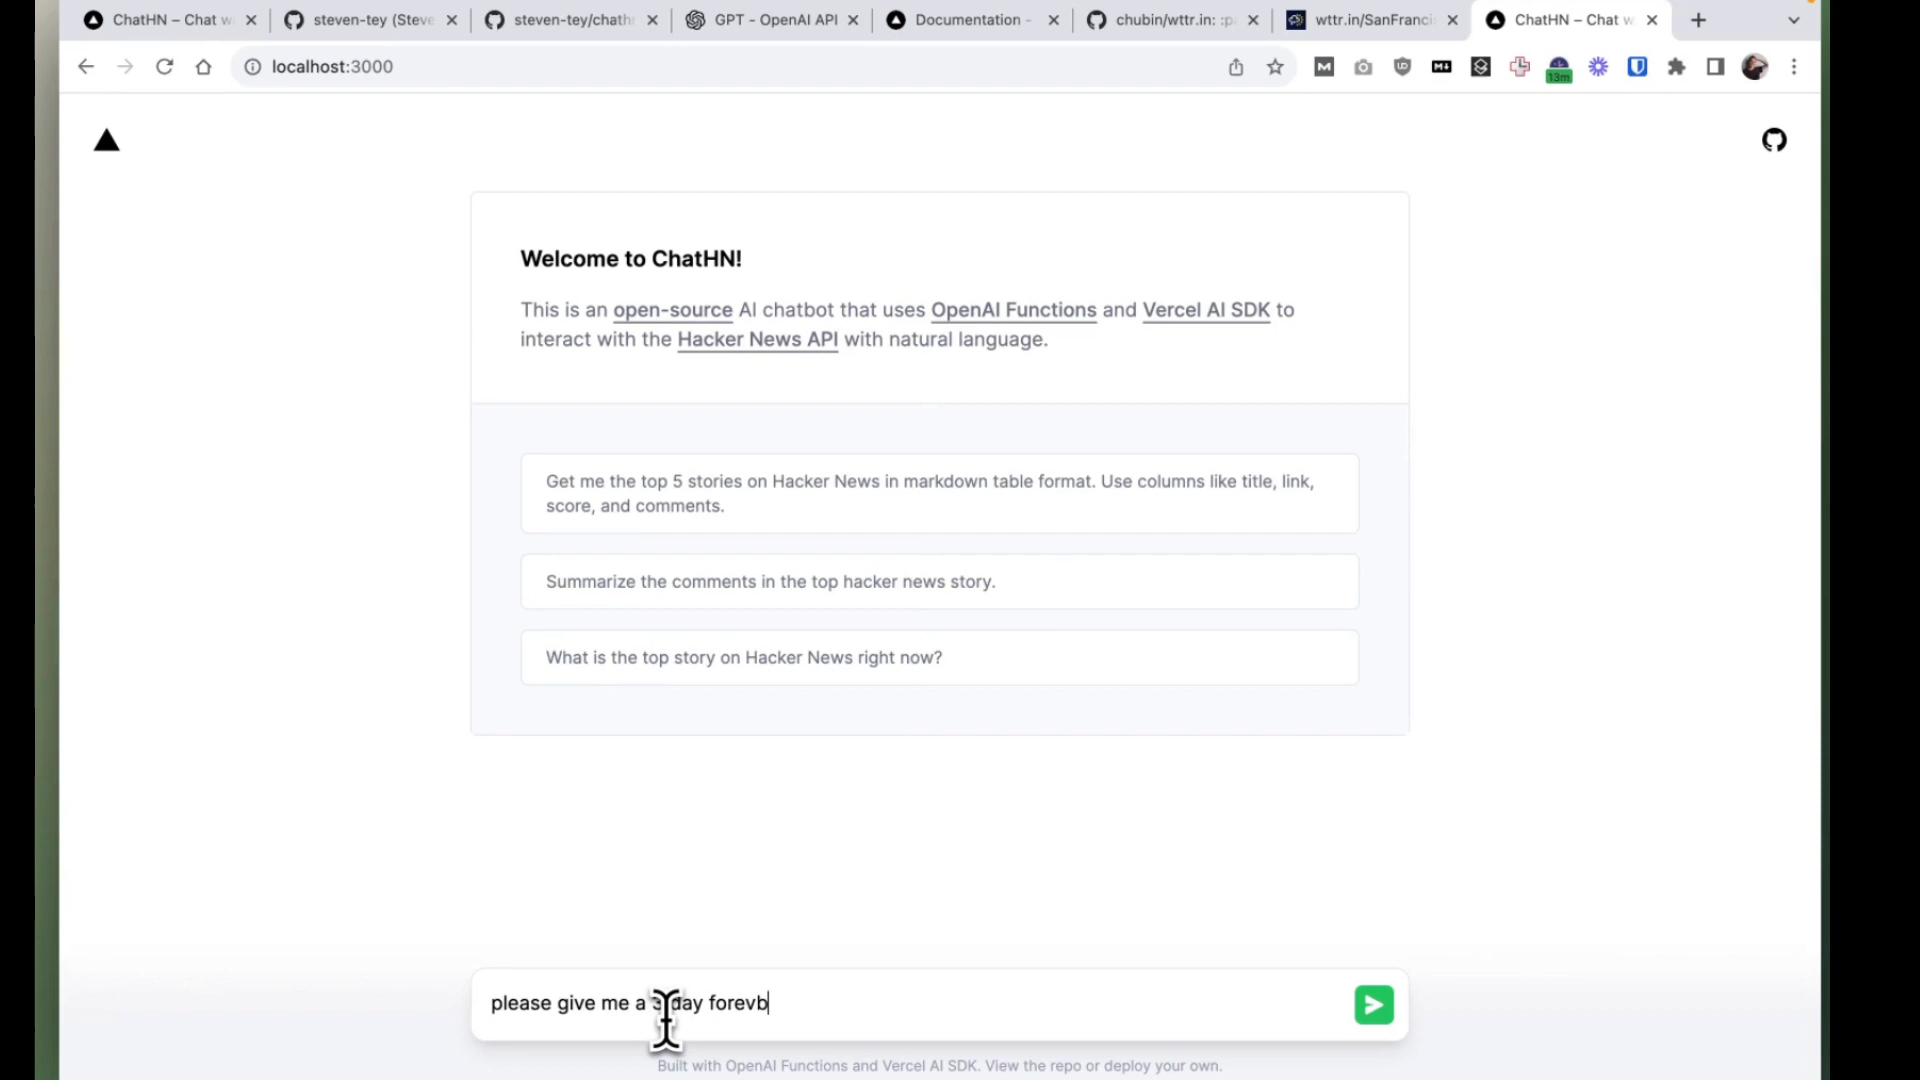 ChatHN – Chat w
steven-tey (Steve
steven-tey/chath
GPT - OpenAI API
Documentation -
chubin/wttr.in: :pa
wttr.in/SanFranci
ChatHN – Chat w
localhost:3000
13m
Welcome to ChatHN!
This is an open-source AI chatbot that uses OpenAI Functions and Vercel AI SDK to
interact with the Hacker News API with natural language.
Get me the top 5 stories on Hacker News in markdown table format. Use columns like title, link,
score, and comments.
Summarize the comments in the top hacker news story.
What is the top story on Hacker News right now?
please give me a 3 day forevb
Built with OpenAI Functions and Vercel AI SDK. View the repo or deploy your own.